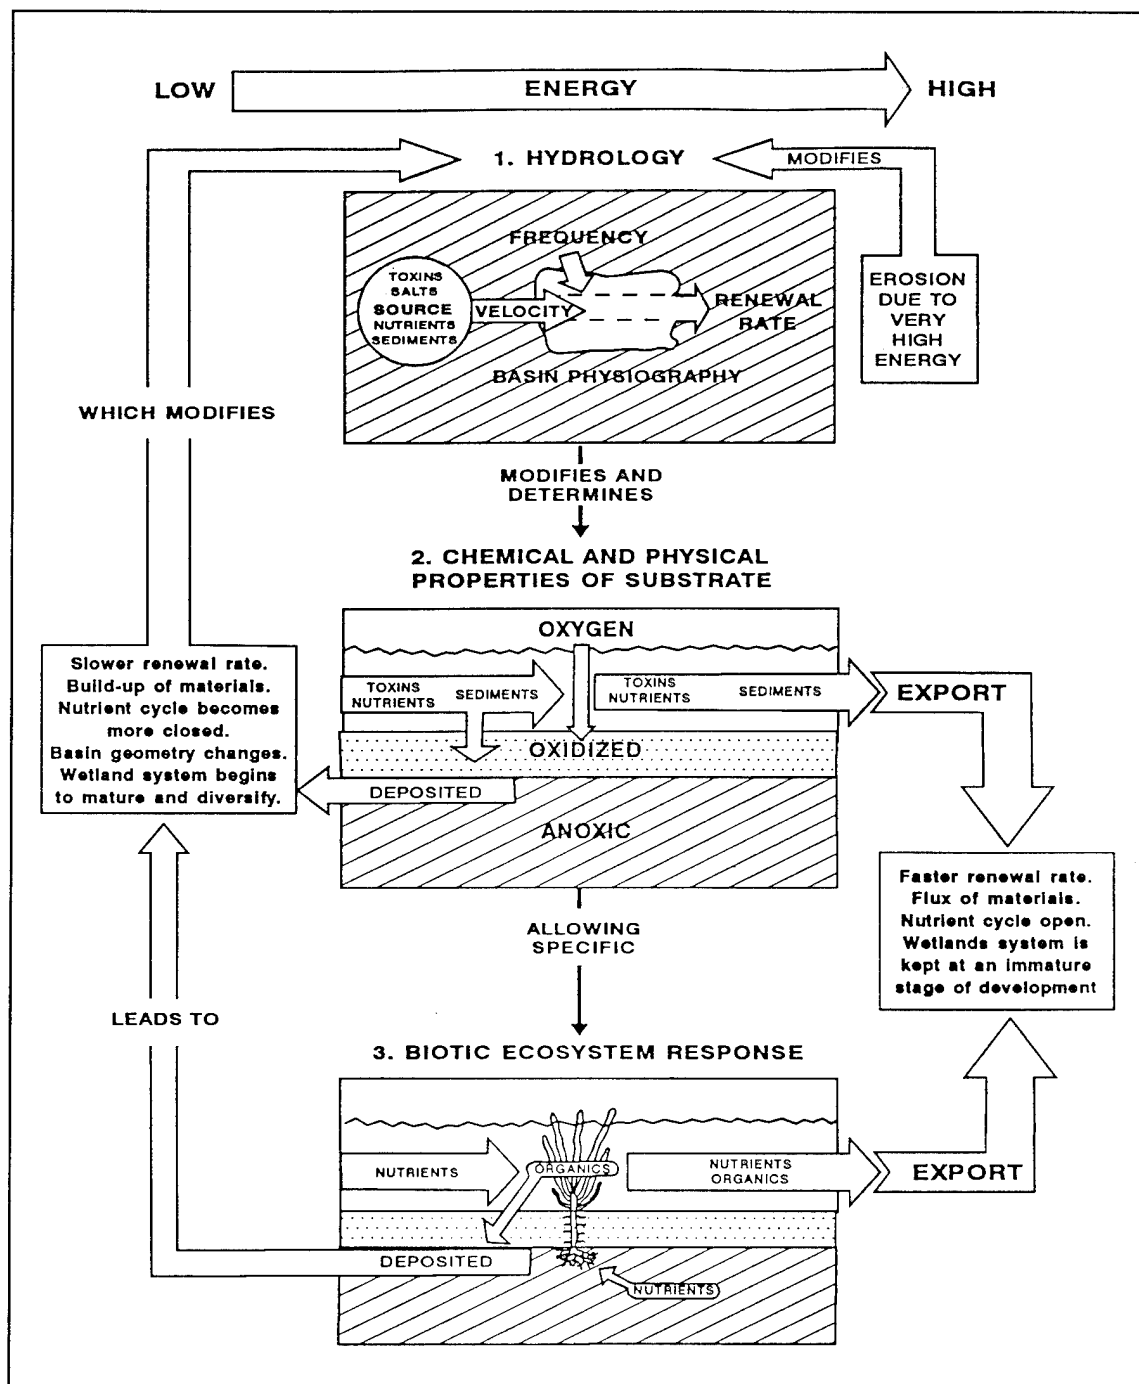 LOW
ENERGY
HIGH
1. HYDROLOGY
MODIFIES
FREQUENCY
TOXINS
SALTS
SOURCE
NUTRIENTS
SEDIMENTS
VELOCITY
RENEWAL
RATE
BASIN PHYSIOGRAPHY
EROSION
DUE TO
VERY
HIGH
ENERGY
WHICH MODIFIES
MODIFIES AND
DETERMINES
2. CHEMICAL AND PHYSICAL
PROPERTIES OF SUBSTRATE
OXYGEN
TOXINS
NUTRIENTS
SEDIMENTS
TOXINS
NUTRIENTS
SEDIMENTS
EXPORT
OXIDIZED
DEPOSITED
ANOXIC
Slower renewal rate.
Build-up of materials.
Nutrient cycle becomes
more closed.
Basin geometry changes.
Wetland system begins
to mature and diversify.
Faster renewal rate.
Flux of materials.
Nutrient cycle open.
Wetlands system is
kept at an immature
stage of development
ALLOWING
SPECIFIC
LEADS TO
3. BIOTIC ECOSYSTEM RESPONSE
NUTRIENTS
ORGANICS
NUTRIENTS
ORGANICS
EXPORT
DEPOSITED
NUTRIENTS